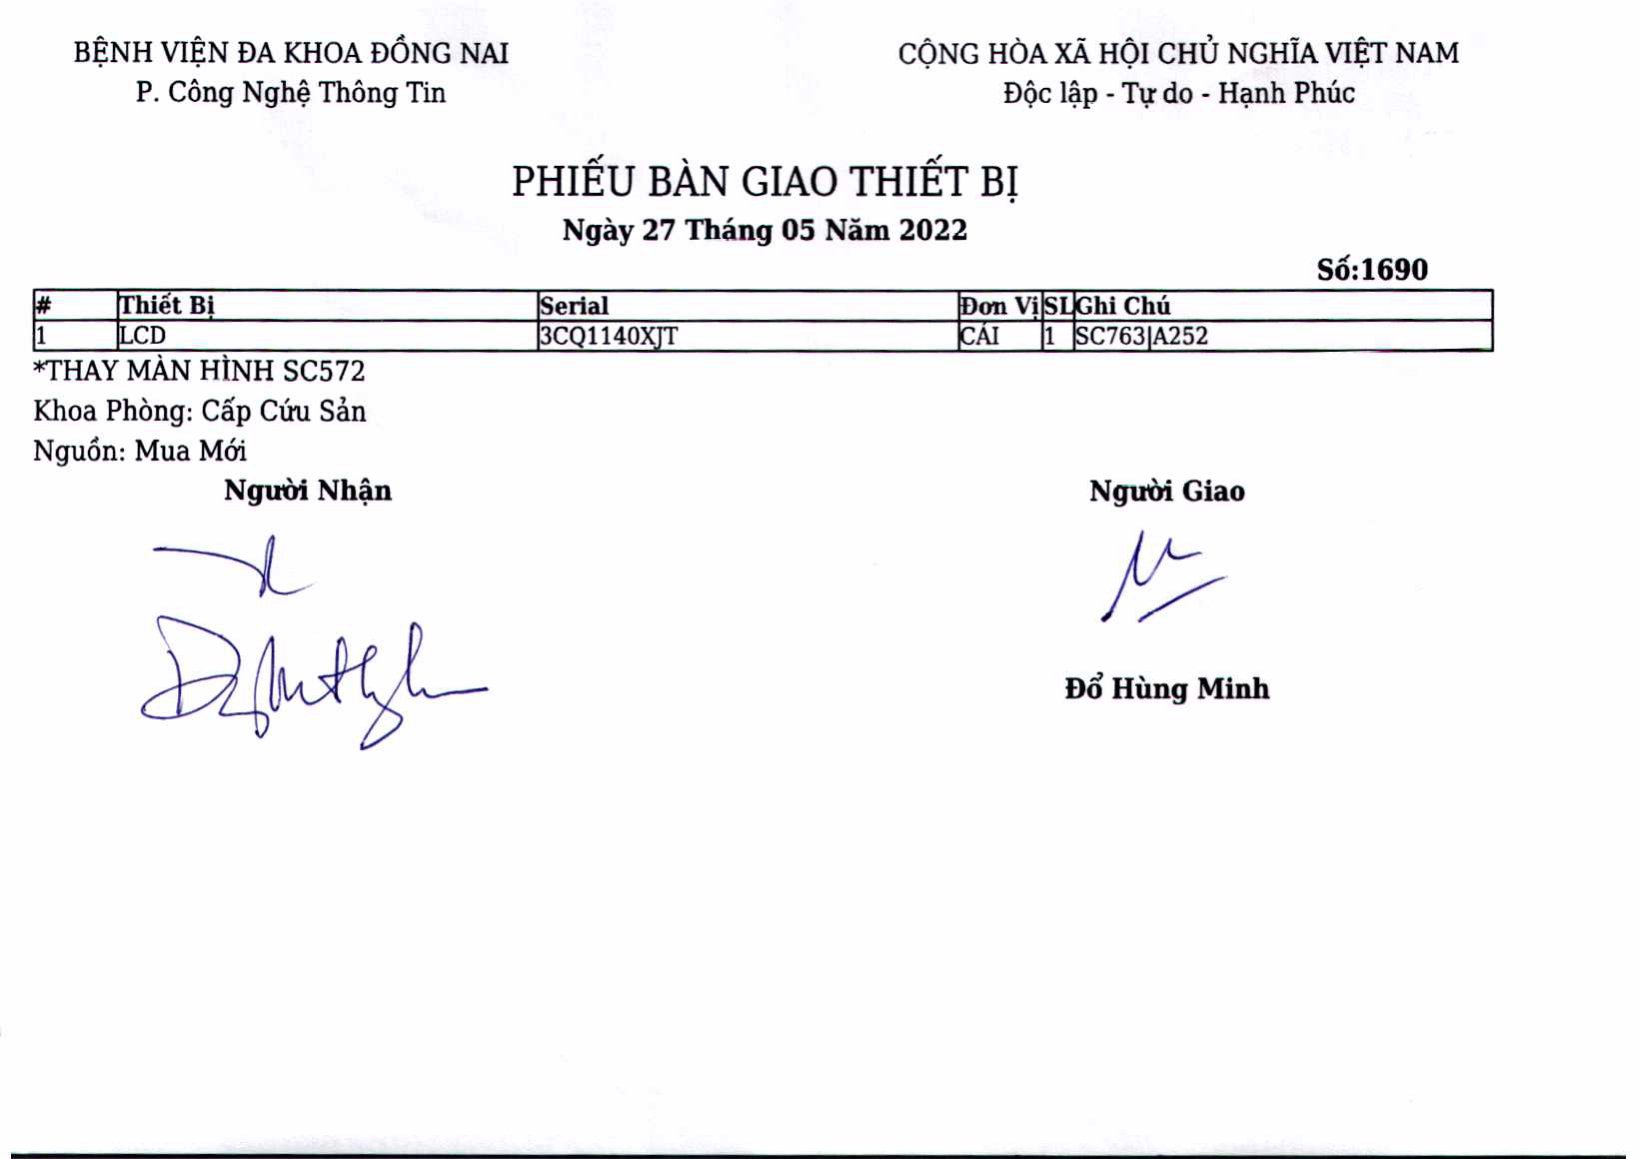 BỆNH VIỆN ĐA KHOA ĐỒNG NAI
P. Công Nghệ Thông Tin
CỘNG HÒA XÃ HỘI CHỦ NGHĨA VIỆT NAM
Độc lập - Tự do - Hạnh Phúc
PHIẾU BÀN GIAO THIẾT BỊ
Ngày 27 Tháng 05 Năm 2022
Số:1690
# Thiết Bị Serial Đơn Vị SL Ghi Chú
1 LCD 3CQ1140XJT CÁI 1 SC763|A252
*THAY MÀN HÌNH SC572
Khoa Phòng: Cấp Cứu Sản
Nguồn: Mua Mới
Người Nhận Người Giao
Đổ Hùng Minh